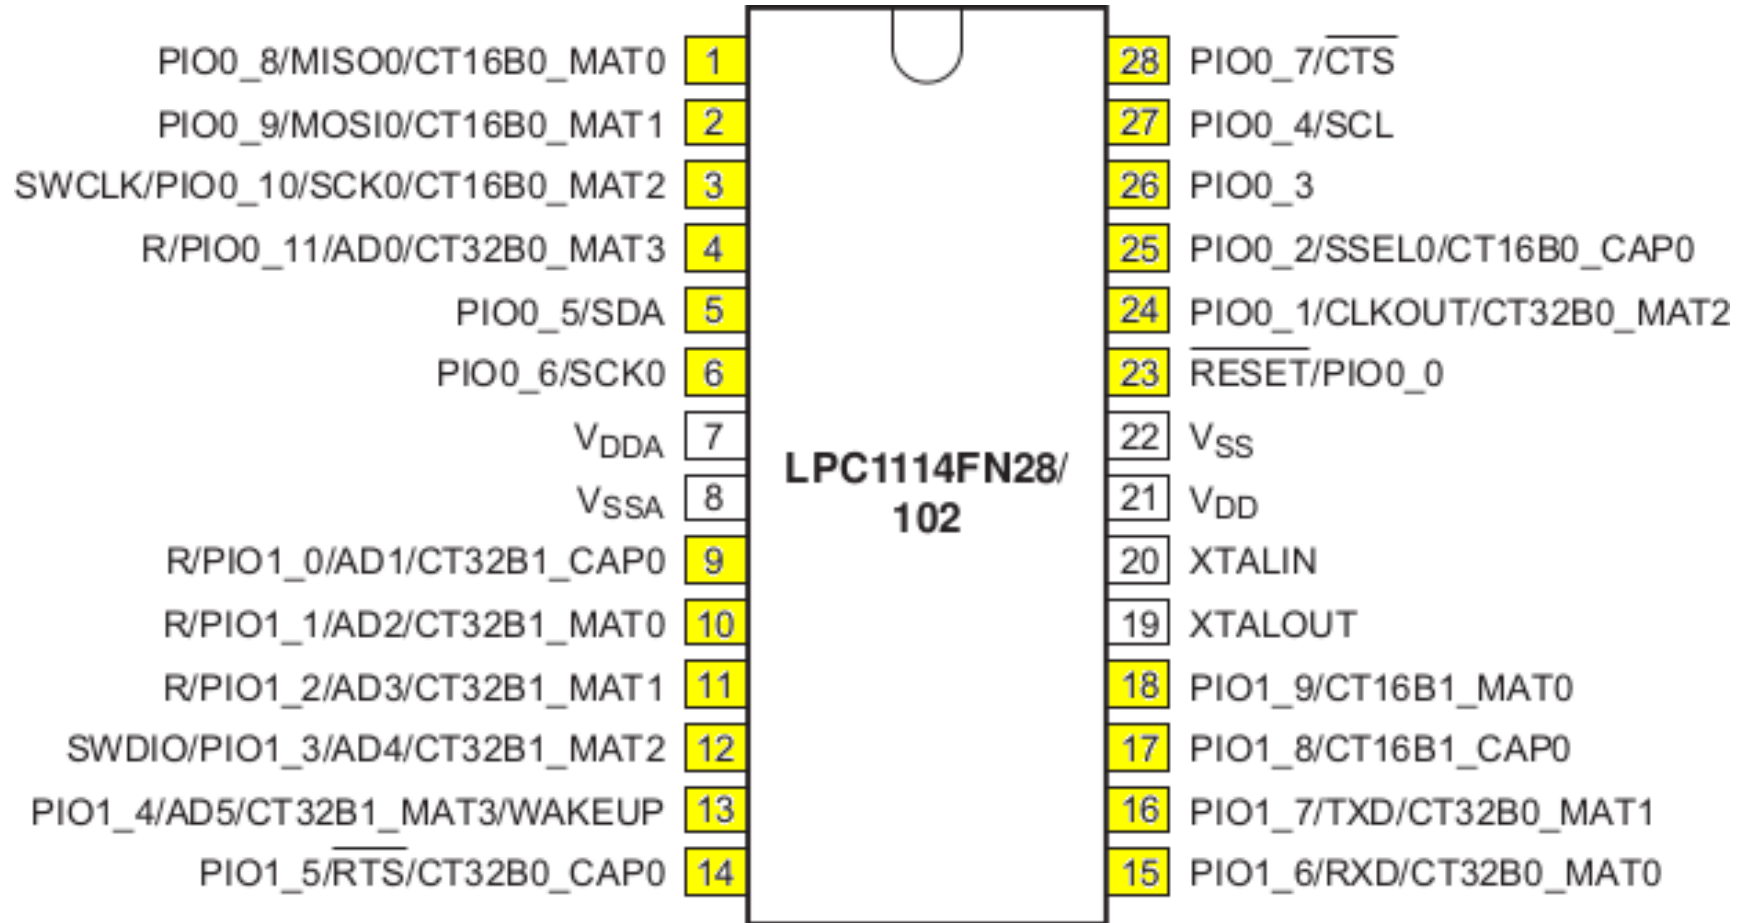 PIO0_8/MISO0/CT16B0_MAT0 1 28 PIO0_7/CTS
PIO0_9/MOSI0/CT16B0_MAT1 2 27 PIO0_4/SCL
SWCLK/PIO0_10/SCK0/CT16B0_MAT2 3 26 PIO0_3
R/PIO0_11/AD0/CT32B0_MAT3 4 25 PIO0_2/SSEL0/CT16B0_CAP0
PIO0_5/SDA 5 24 PIO0_1/CLKOUT/CT32B0_MAT2
PIO0_6/SCK0 6 23 RESET/PIO0_0
VDDA 7 22 VSS
LPC1114FN28/
VSSA 8 21 VDD
102
R/PIO1_0/AD1/CT32B1_CAP0 9 20 XTALIN
R/PIO1_1/AD2/CT32B1_MAT0 10 19 XTALOUT
R/PIO1_2/AD3/CT32B1_MAT1 11 18 PIO1_9/CT16B1_MAT0
SWDIO/PIO1_3/AD4/CT32B1_MAT2 12 17 PIO1_8/CT16B1_CAP0
PIO1_4/AD5/CT32B1_MAT3/WAKEUP 13 16 PIO1_7/TXD/CT32B0_MAT1
PIO1_5/RTS/CT32B0_CAP0 14 15 PIO1_6/RXD/CT32B0_MAT0